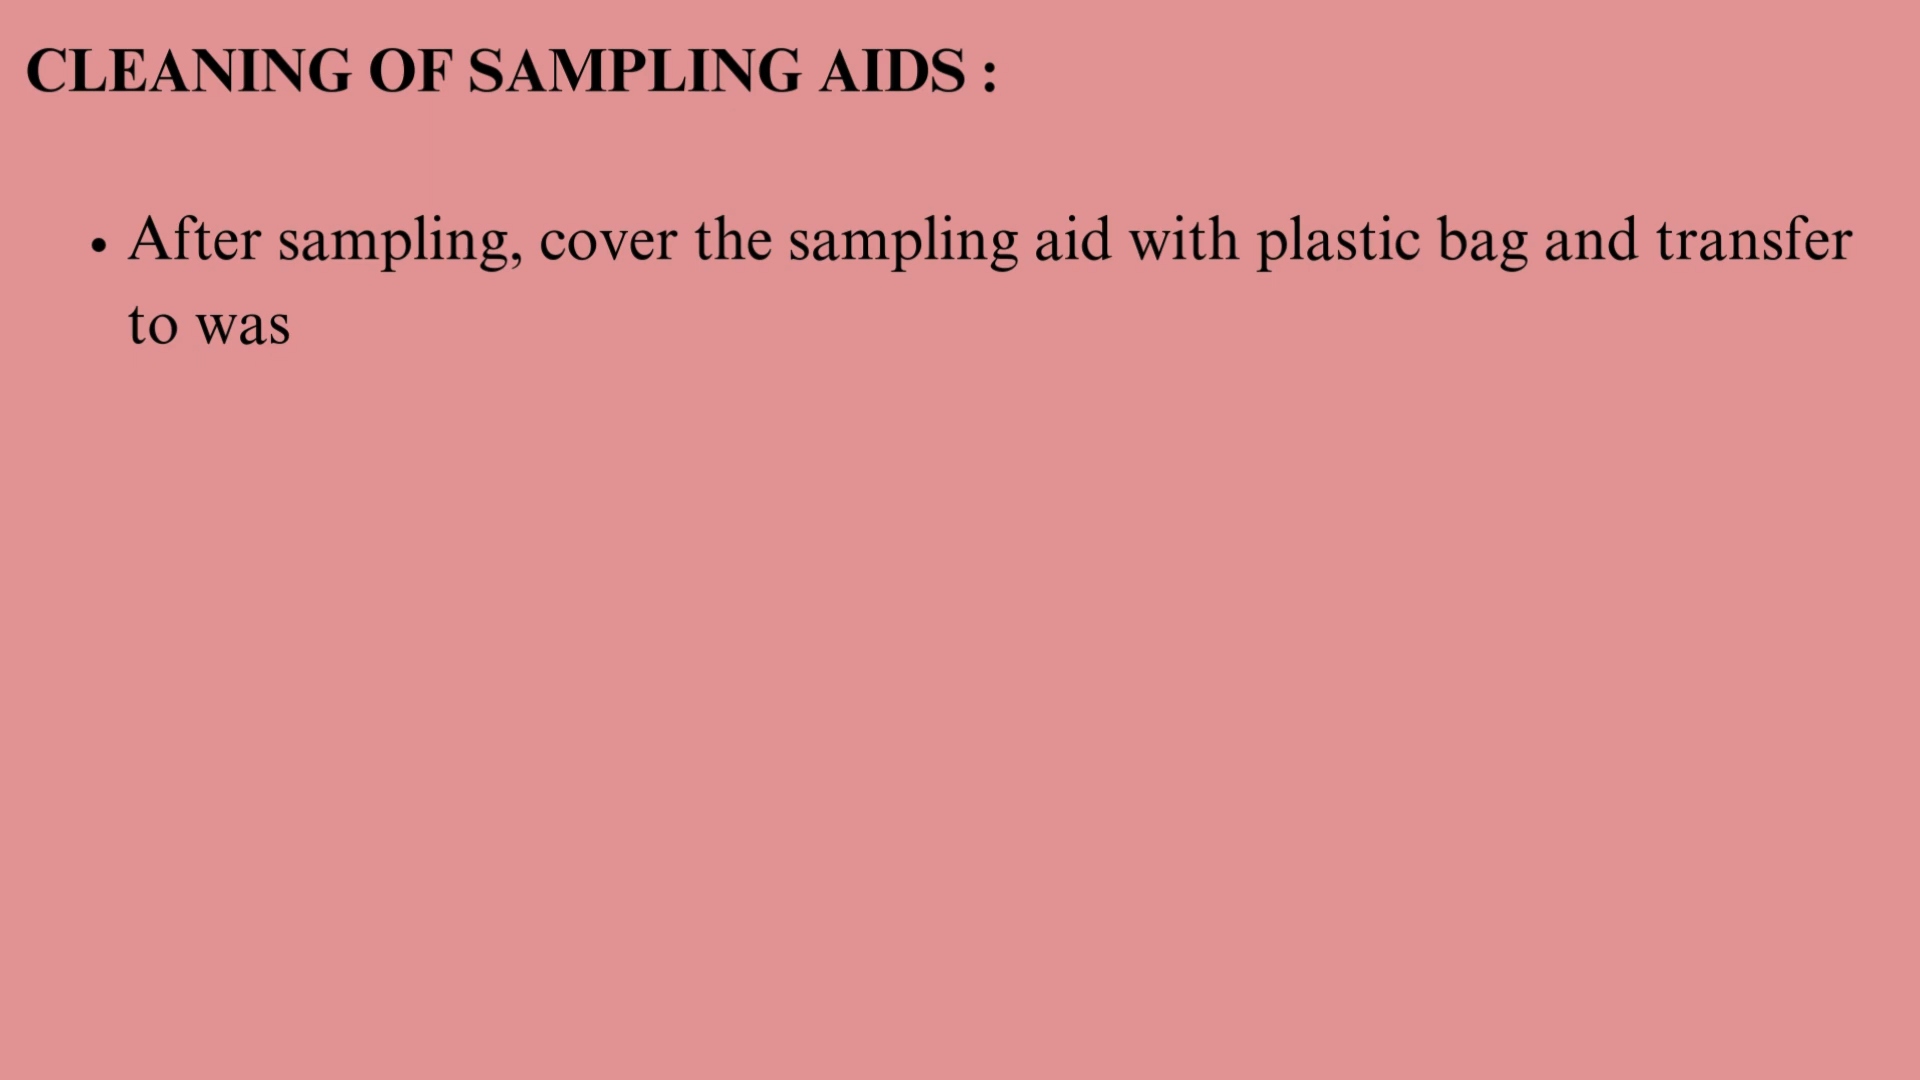 CLEANING OF SAMPLING AIDS :
• After sampling, cover the sampling aid with plastic bag and transfer
to was